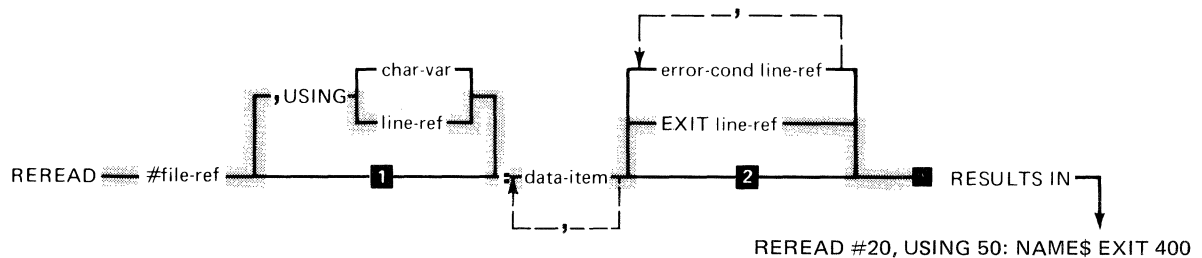 ,
char-var
error-cond line-ref
,USING
line-ref
EXIT line-ref
REREAD #file-ref 1 : data-item 2 RESULTS IN
,
REREAD #20, USING 50: NAME$ EXIT 400